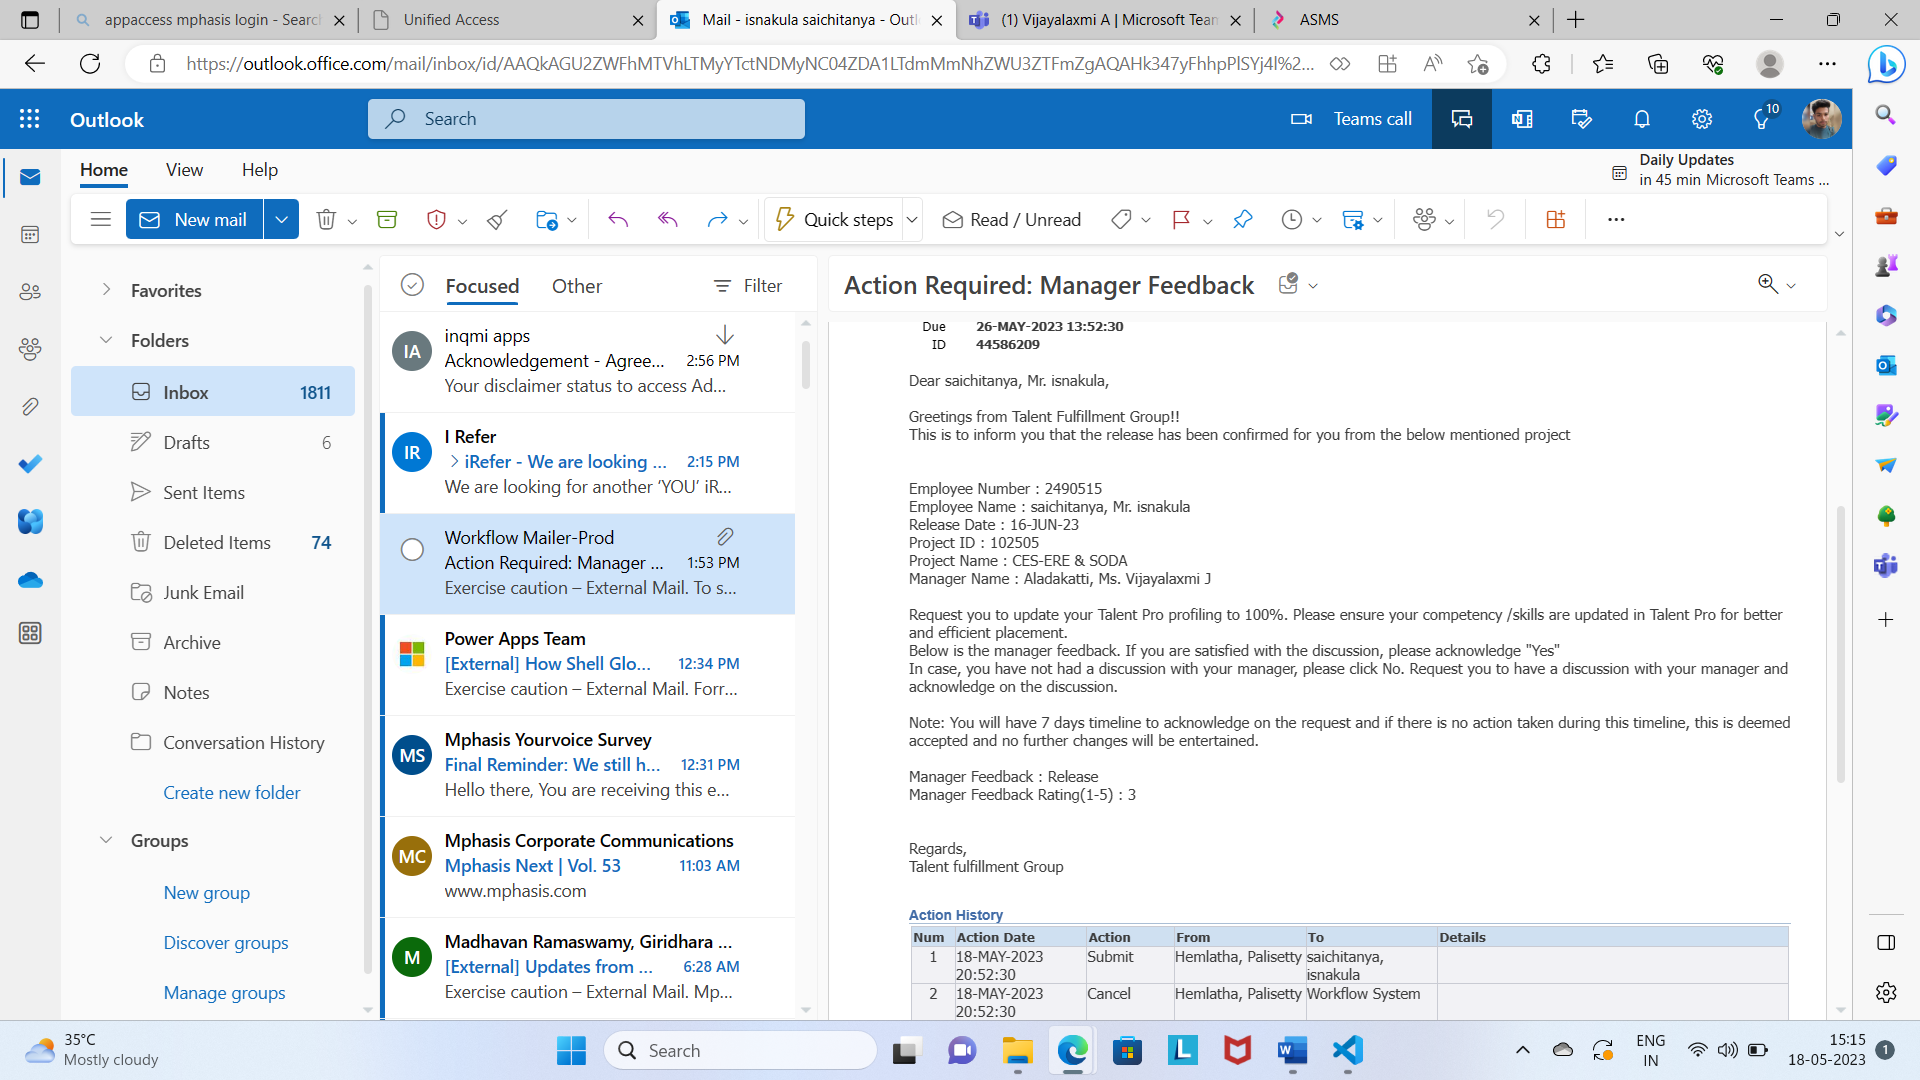 appaccess mphasis login - Search
Unified Access
Mail - isnakula saichitanya - Outl
(1) Vijayalaxmi A | Microsoft Team
ASMS
https://outlook.office.com/mail/inbox/id/AAQkAGU2ZWFhMTVhLTMyYTctNDMyNC04ZDA1LTdmMmNhZWU3ZTFmZgAQAHk347yFhhpPlSYj4l%2...
Outlook
Search
Teams call
10
Home
View
Help
Daily Updates
in 45 min Microsoft Teams ...
New mail
Quick steps
Read / Unread
Favorites
Folders
Inbox 1811
Drafts 6
Sent Items
Deleted Items 74
Junk Email
Archive
Notes
Conversation History
Create new folder
Groups
New group
Discover groups
Manage groups
Focused
Other
Filter
IA
inqmi apps
Acknowledgement - Agree... 2:56 PM
Your disclaimer status to access Ad...
IR
I Refer
iRefer - We are looking ... 2:15 PM
We are looking for another ‘YOU’ iR...
Workflow Mailer-Prod
Action Required: Manager ... 1:53 PM
Exercise caution – External Mail. To s...
Power Apps Team
[External] How Shell Glo... 12:34 PM
Exercise caution – External Mail. Forr...
MS
Mphasis Yourvoice Survey
Final Reminder: We still h... 12:31 PM
Hello there, You are receiving this e...
MC
Mphasis Corporate Communications
Mphasis Next | Vol. 53 11:03 AM
www.mphasis.com
M
Madhavan Ramaswamy, Giridhara ...
[External] Updates from ... 6:28 AM
Exercise caution – External Mail. Mp...
Action Required: Manager Feedback
Due 26-MAY-2023 13:52:30
ID 44586209
Dear saichitanya, Mr. isnakula,
Greetings from Talent Fulfillment Group!!
This is to inform you that the release has been confirmed for you from the below mentioned project
Employee Number : 2490515
Employee Name : saichitanya, Mr. isnakula
Release Date : 16-JUN-23
Project ID : 102505
Project Name : CES-ERE & SODA
Manager Name : Aladakatti, Ms. Vijayalaxmi J
Request you to update your Talent Pro profiling to 100%. Please ensure your competency /skills are updated in Talent Pro for better
and efficient placement.
Below is the manager feedback. If you are satisfied with the discussion, please acknowledge "Yes"
In case, you have not had a discussion with your manager, please click No. Request you to have a discussion with your manager and
acknowledge on the discussion.
Note: You will have 7 days timeline to acknowledge on the request and if there is no action taken during this timeline, this is deemed
accepted and no further changes will be entertained.
Manager Feedback : Release
Manager Feedback Rating(1-5) : 3
Regards,
Talent fulfillment Group
Action History
Num Action Date Action From To Details
1 18-MAY-2023 Submit Hemlatha, Palisetty saichitanya,
20:52:30 isnakula
2 18-MAY-2023 Cancel Hemlatha, Palisetty Workflow System
20:52:30
35°C
Mostly cloudy
Search
ENG
IN
15:15
18-05-2023
1